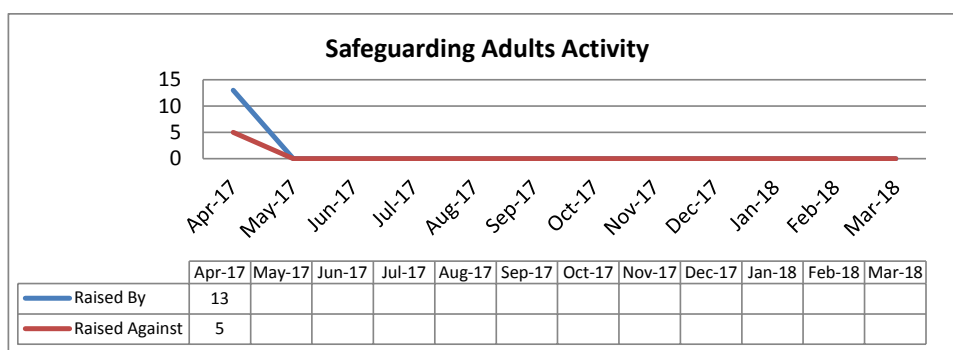 Safeguarding Adults Activity
15
10
5
0
Apr-17 May-17 Jun-17 Jul-17 Aug-17 Sep-17 Oct-17 Nov-17 Dec-17 Jan-18 Feb-18 Mar-18
Apr-17 May-17 Jun-17 Jul-17 Aug-17 Sep-17 Oct-17 Nov-17 Dec-17 Jan-18 Feb-18 Mar-18
Raised By 13
Raised Against 5